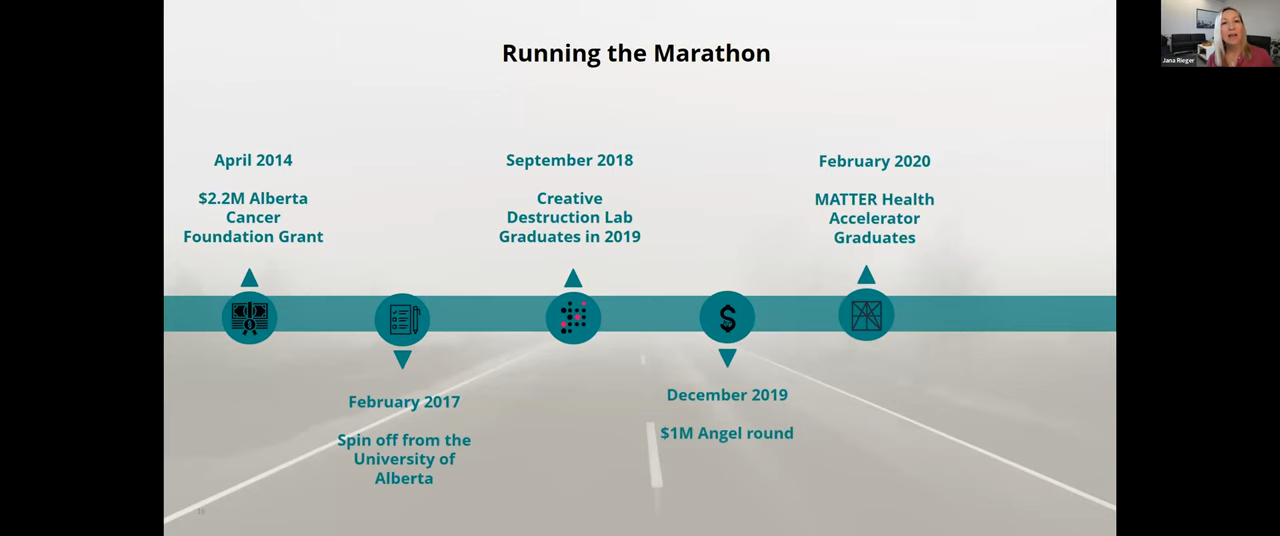 Running the Marathon
Jana Rieger
April 2014
$2.2M Alberta
Cancer
Foundation Grant
February 2017
Spin off from the
University of
Alberta
September 2018
Creative
Destruction Lab
Graduates in 2019
December 2019
$1M Angel round
February 2020
MATTER Health
Accelerator
Graduates